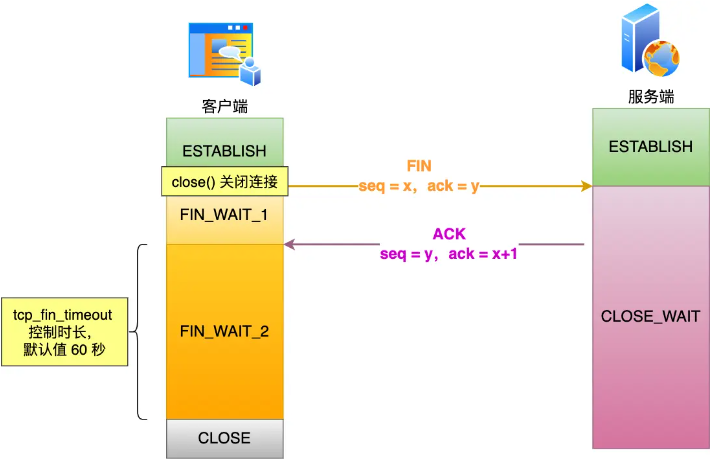 客户端
服务端
ESTABLISH
ESTABLISH
close() 关闭连接
FIN
seq = x，ack = y
FIN_WAIT_1
ACK
seq = y，ack = x+1
tcp_fin_timeout
控制时长，
默认值 60 秒
FIN_WAIT_2
CLOSE_WAIT
CLOSE